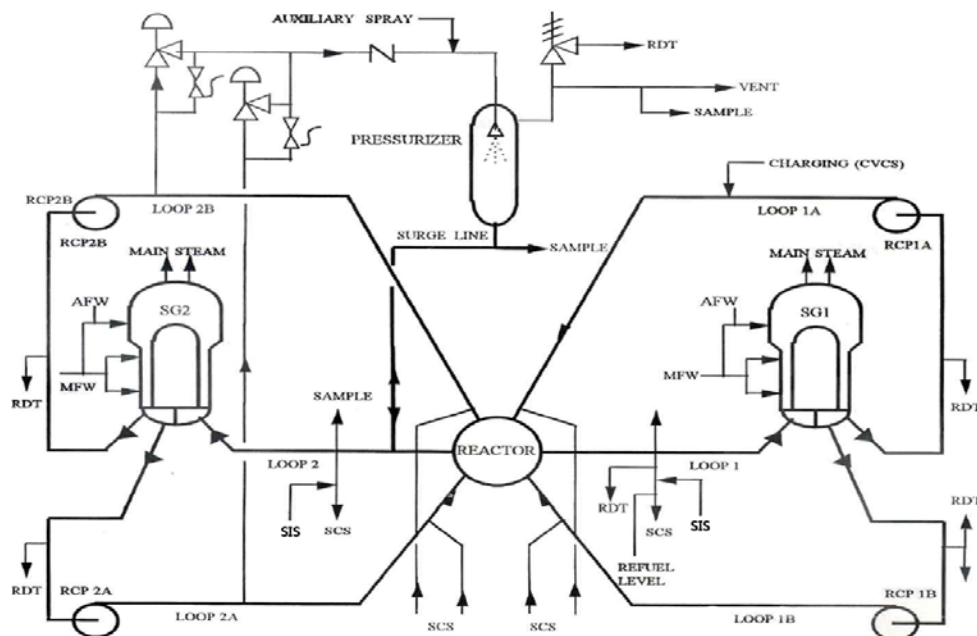 AUXILIARY SPRAY
RDT
VENT
SAMPLE
PRESSURIZER
CHARGING (CVCS)
RCP2B
LOOP 2B
LOOP 1A
RCP2B
RCP1A
SURGE LINE
SAMPLE
MAIN STEAM
MAIN STEAM
AFW
SG2
AFW
SG1
MFW
MFW
RDT
RDT
SAMPLE
REACTOR
LOOP 2
LOOP 1
RDT
SIS
SCS
SCS
SIS
REFUEL
LEVEL
RDT
RDT
RCP 2A
RCP 1B
LOOP 2A
SCS
SCS
LOOP 1B